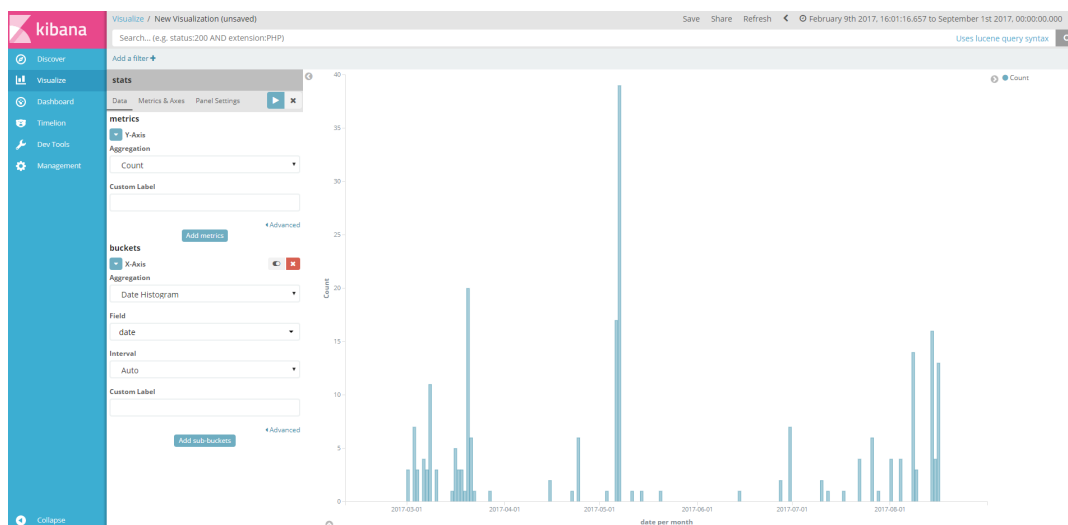 kibana
Discover
Visualize
Dashboard
Timelion
Dev Tools
Management
Collapse
Visualize / New Visualization (unsaved)
Save Share Refresh February 9th 2017, 16:01:16.657 to September 1st 2017, 00:00:00.000
Search... (e.g. status:200 AND extension:PHP)
Uses lucene query syntax
Add a filter +
stats
Data Metrics & Axes Panel Settings
metrics
Y-Axis
Aggregation
Count
Custom Label
Advanced
Add metrics
buckets
X-Axis
Aggregation
Date Histogram
Field
date
Interval
Auto
Custom Label
Advanced
Add sub-buckets
Count
40
35
30
25
20
15
10
5
0
Count
2017-03-01 2017-04-01 2017-05-01 2017-06-01 2017-07-01 2017-08-01
date per month